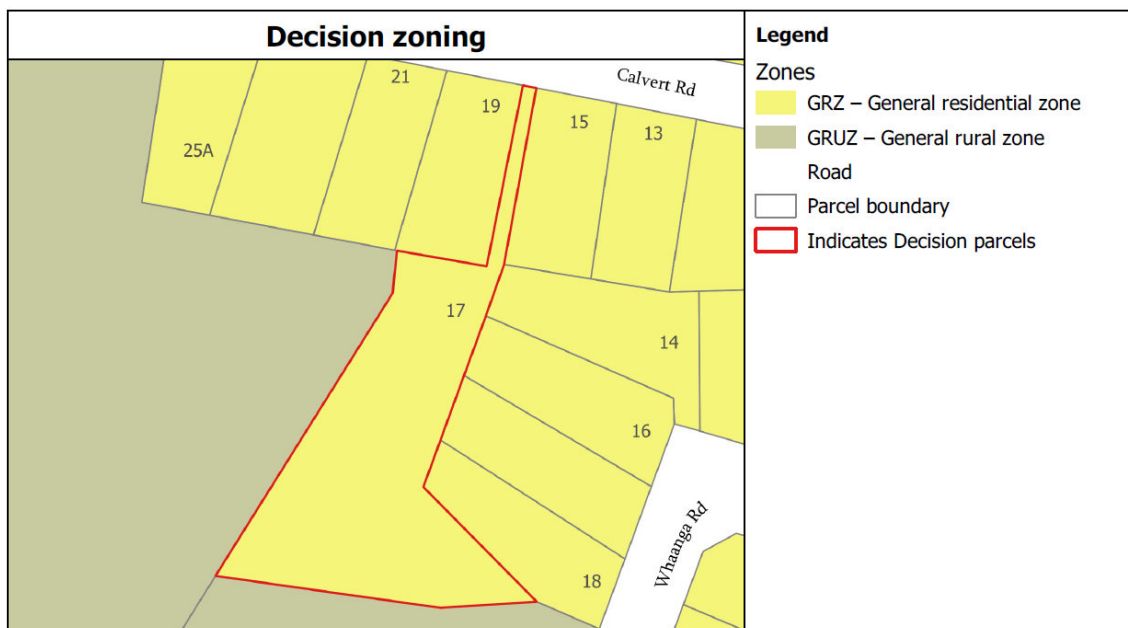 Decision zoning
Calvert Rd
21
19
15
13
25A
17
14
16
18
Whaanga Rd
Legend
Zones
GRZ – General residential zone
GRUZ – General rural zone
Road
Parcel boundary
Indicates Decision parcels